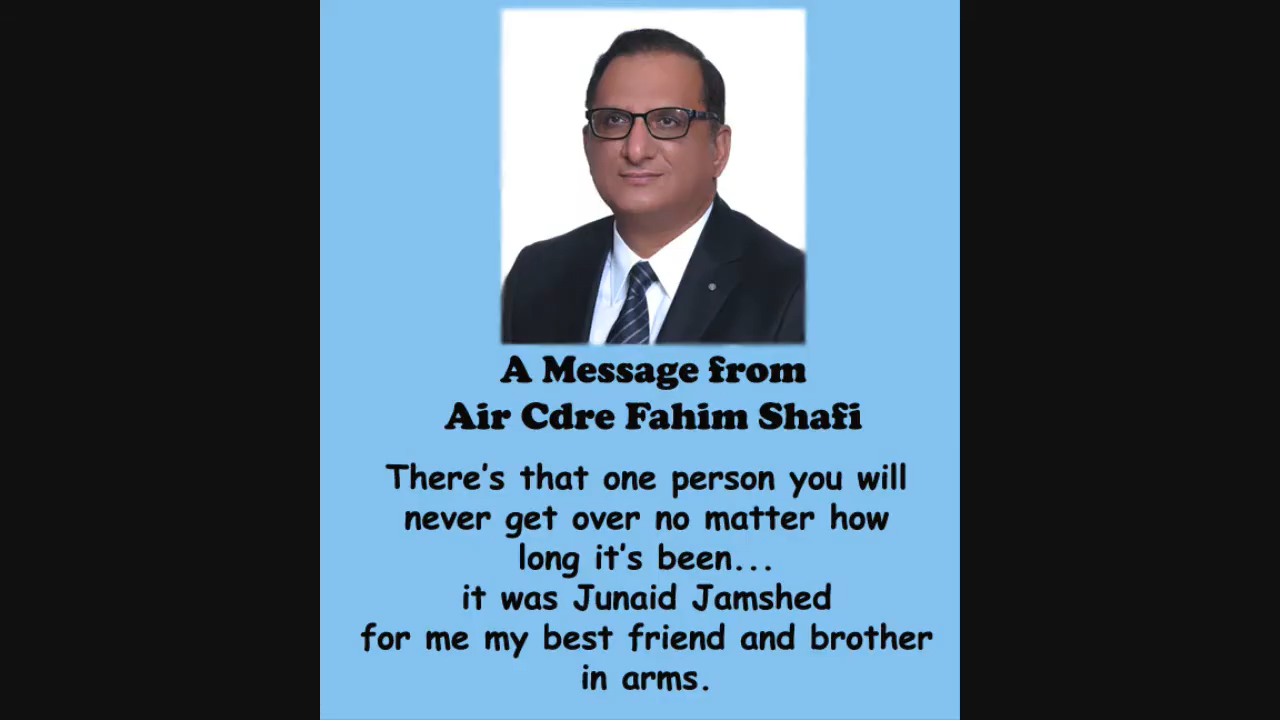 A Message from
Air Cdre Fahim Shafi
There's that one person you will
never get over no matter how
long it's been...
it was Junaid Jamshed
for me my best friend and brother
in arms.